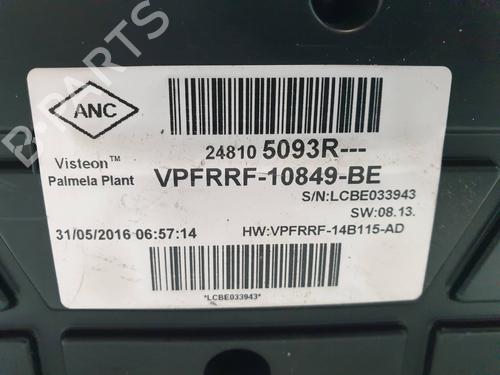 B-PARTS
ANC
24810 5093R---
Visteon™
Palmela Plant
VPFRRF-10849-BE
S/N:LCBE033943
SW:08.13.
31/05/2016 06:57:14
HW:VPFRRF-14B115-AD
*LCBE033943*